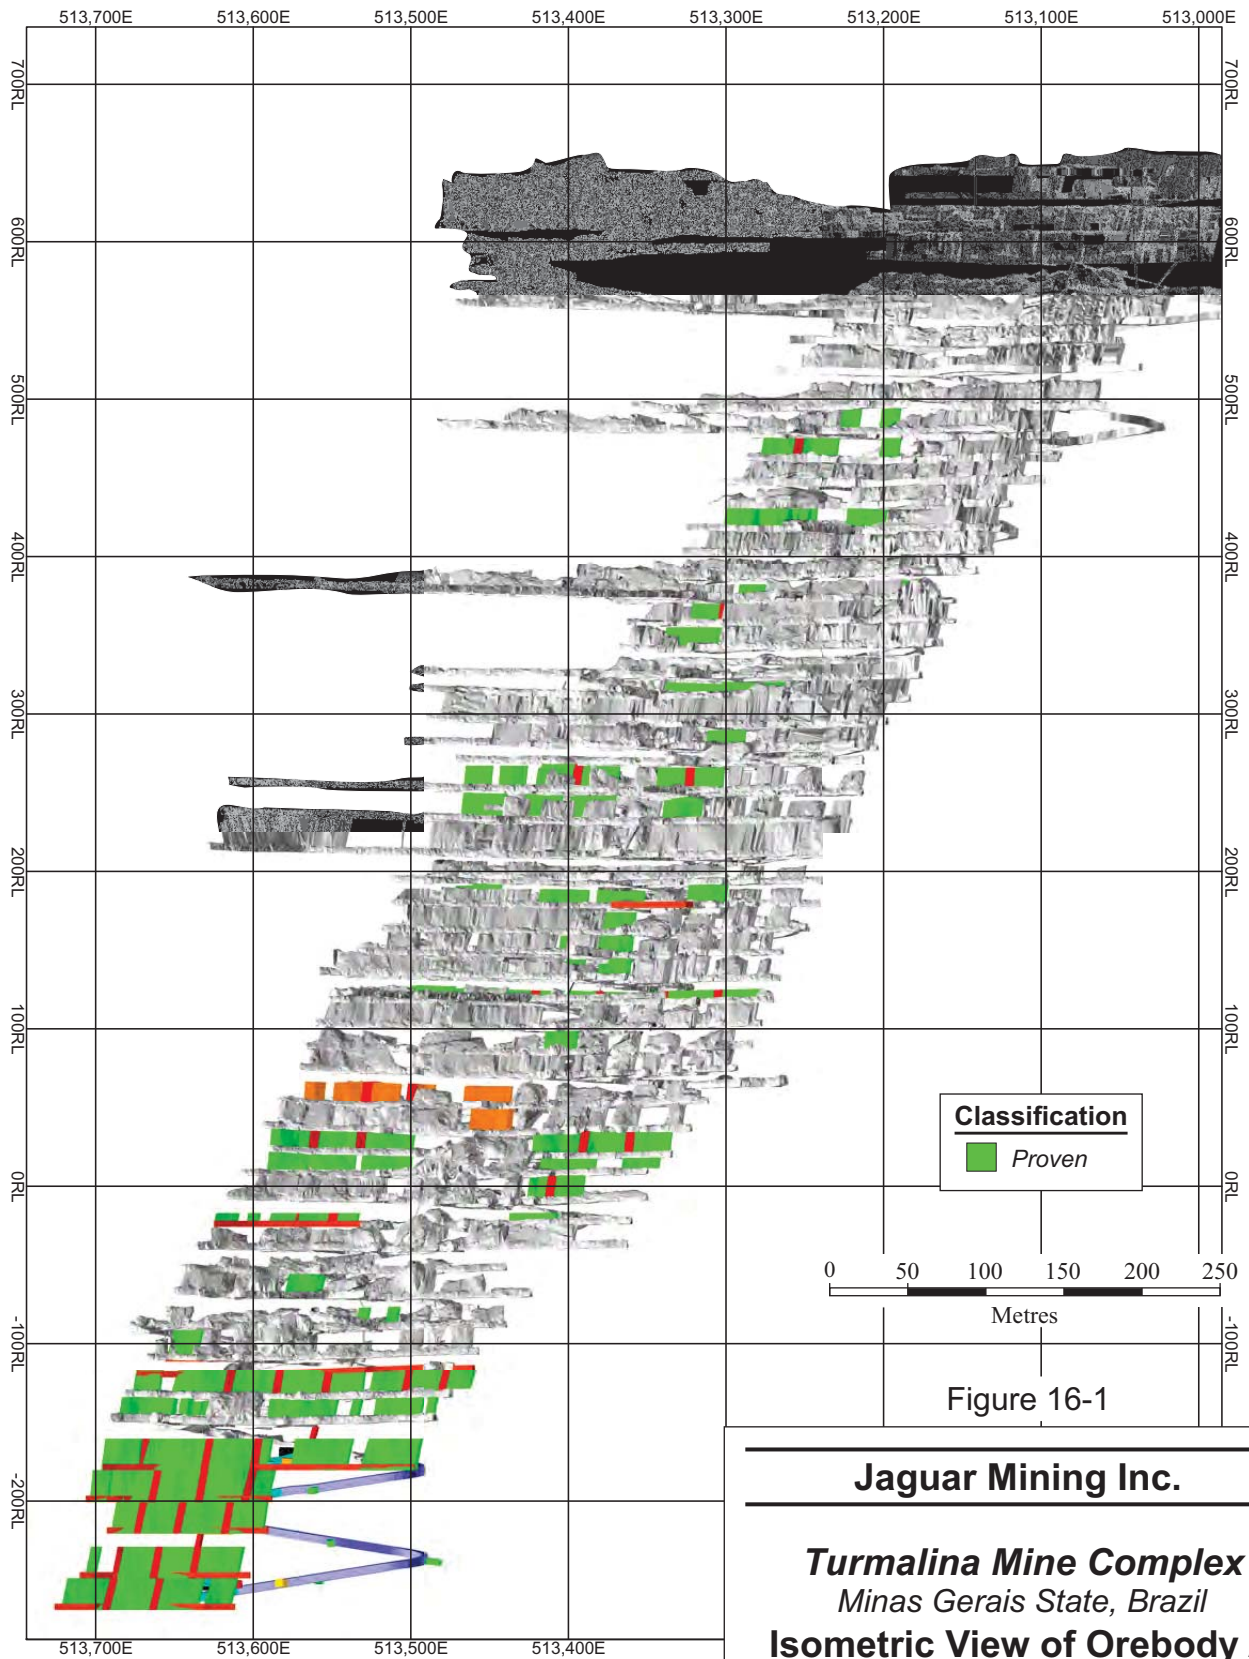 513,700E 513,600E 513,500E 513,400E 513,300E 513,200E 513,100E 513,000E
700RL 700RL
600RL 600RL
500RL 500RL
400RL 400RL
300RL 300RL
200RL 200RL
100RL 100RL
Classification
Proven
0RL 0RL
0 50 100 150 200 250
Metres
-100RL -100RL
Figure 16-1
Jaguar Mining Inc.
-200RL
Turmalina Mine Complex
Minas Gerais State, Brazil
Isometric View of Orebody
513,700E 513,600E 513,500E 513,400E